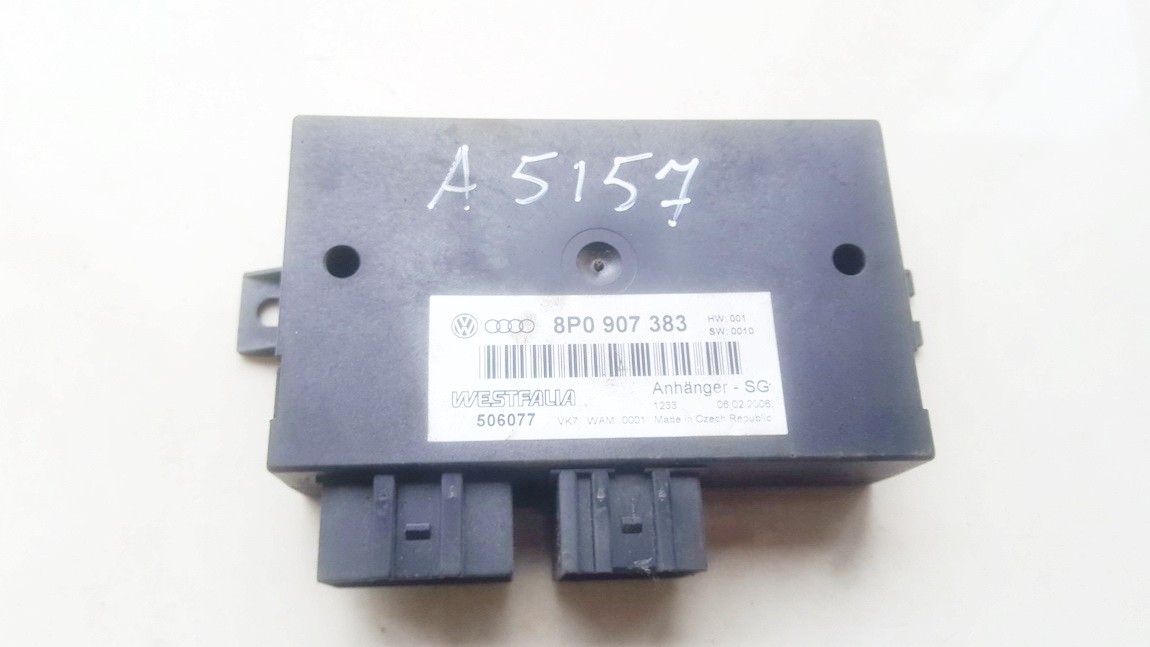 A 5157
8P0 907 383
HW: 001
SW: 0010
WESTFALIA
Anhänger - SG
1233 06.02.2006
506077 VK7 WAM 0001 Made in Czech Republic